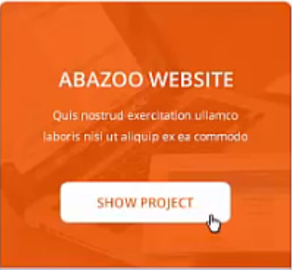 ABAZOO WEBSITE
Quis nostrud exercitation ullamco
laboris nisi ut aliquip ex ea commodo
SHOW PROJECT